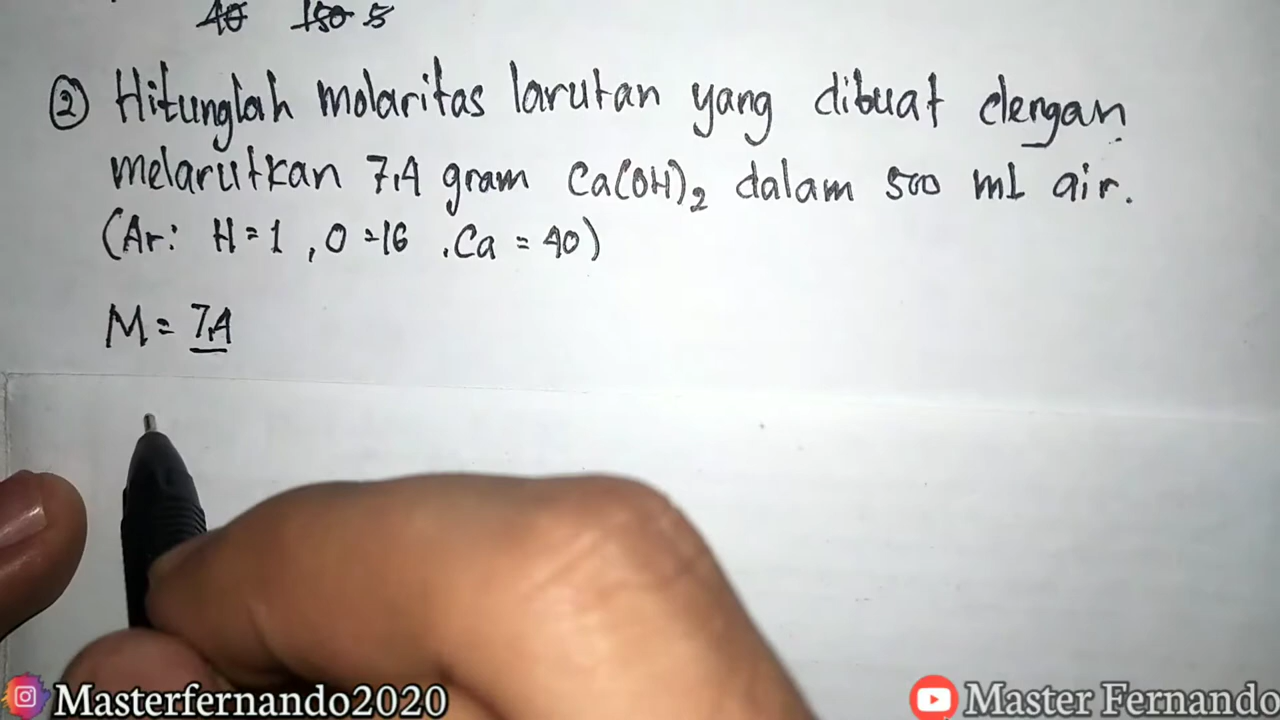 40 150 5
② Hitunglah molaritas larutan yang dibuat dengan
melarutkan 7,4 gram Ca(OH)₂ dalam 500 ml air.
(Ar: H = 1 , O = 16 , Ca = 40)
M = 7,4
Masterfernando2020
Master Fernando